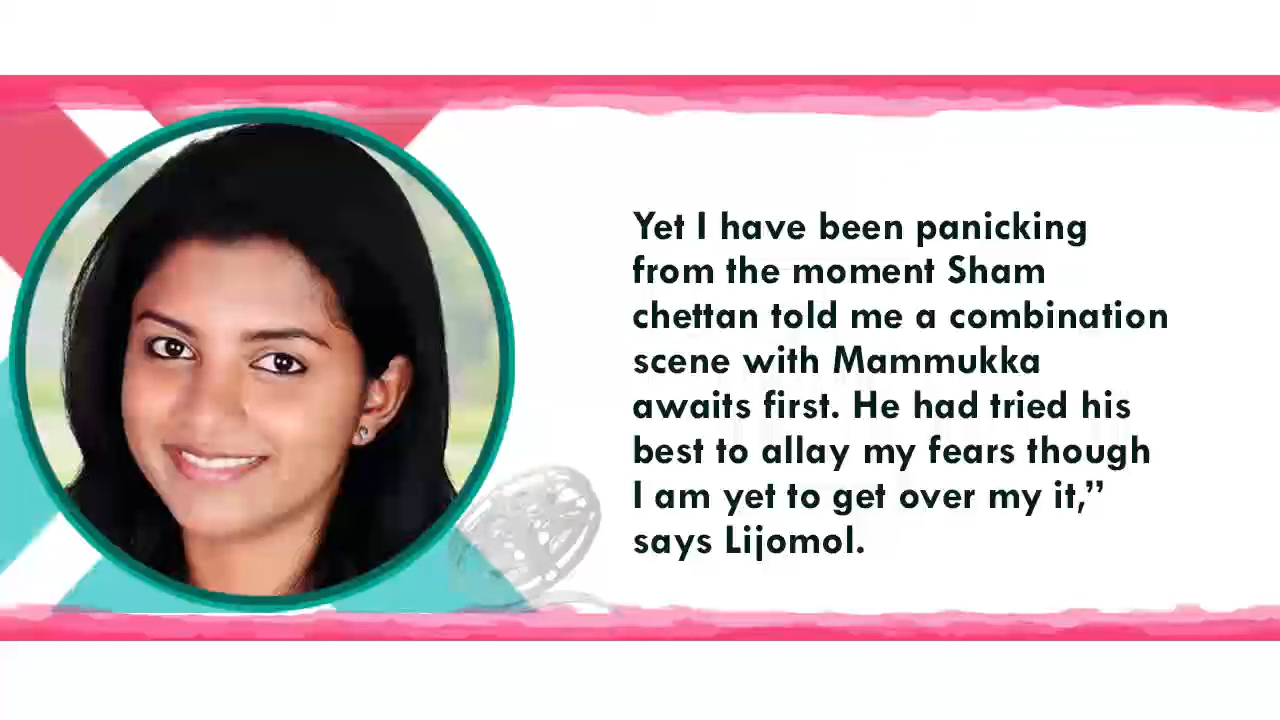 Yet I have been panicking
from the moment Sham
chettan told me a combination
scene with Mammukka
awaits first. He had tried his
best to allay my fears though
I am yet to get over my it,”
says Lijomol.